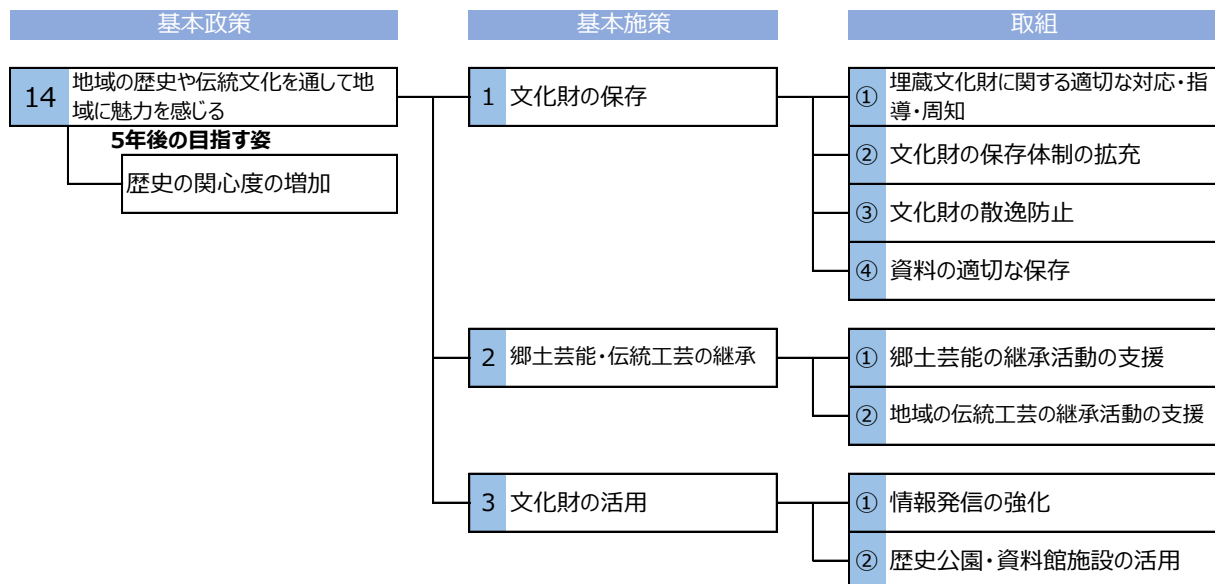 基本政策
基本施策
取組
14
地域の歴史や伝統文化を通して地
域に魅力を感じる
5年後の目指す姿
歴史の関心度の増加
1 文化財の保存
① 埋蔵文化財に関する適切な対応・指
導・周知
② 文化財の保存体制の拡充
③ 文化財の散逸防止
④ 資料の適切な保存
2 郷土芸能・伝統工芸の継承
① 郷土芸能の継承活動の支援
② 地域の伝統工芸の継承活動の支援
3 文化財の活用
① 情報発信の強化
② 歴史公園・資料館施設の活用